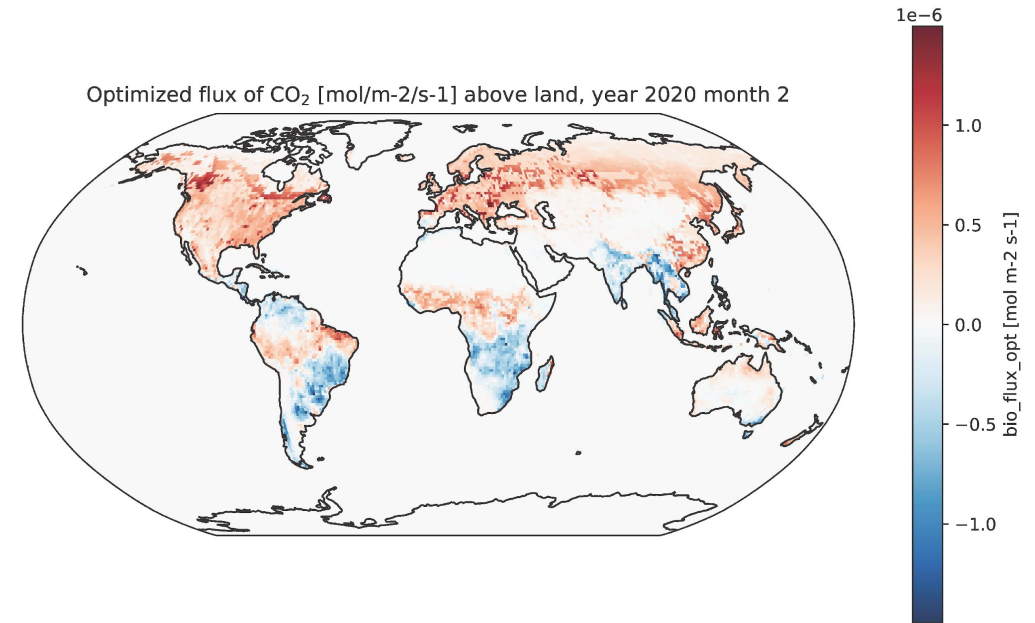 1e−6
Optimized flux of CO₂ [mol/m-2/s-1] above land, year 2020 month 2
1.0
0.5
0.0
−0.5
−1.0
bio_flux_opt [mol m-2 s-1]